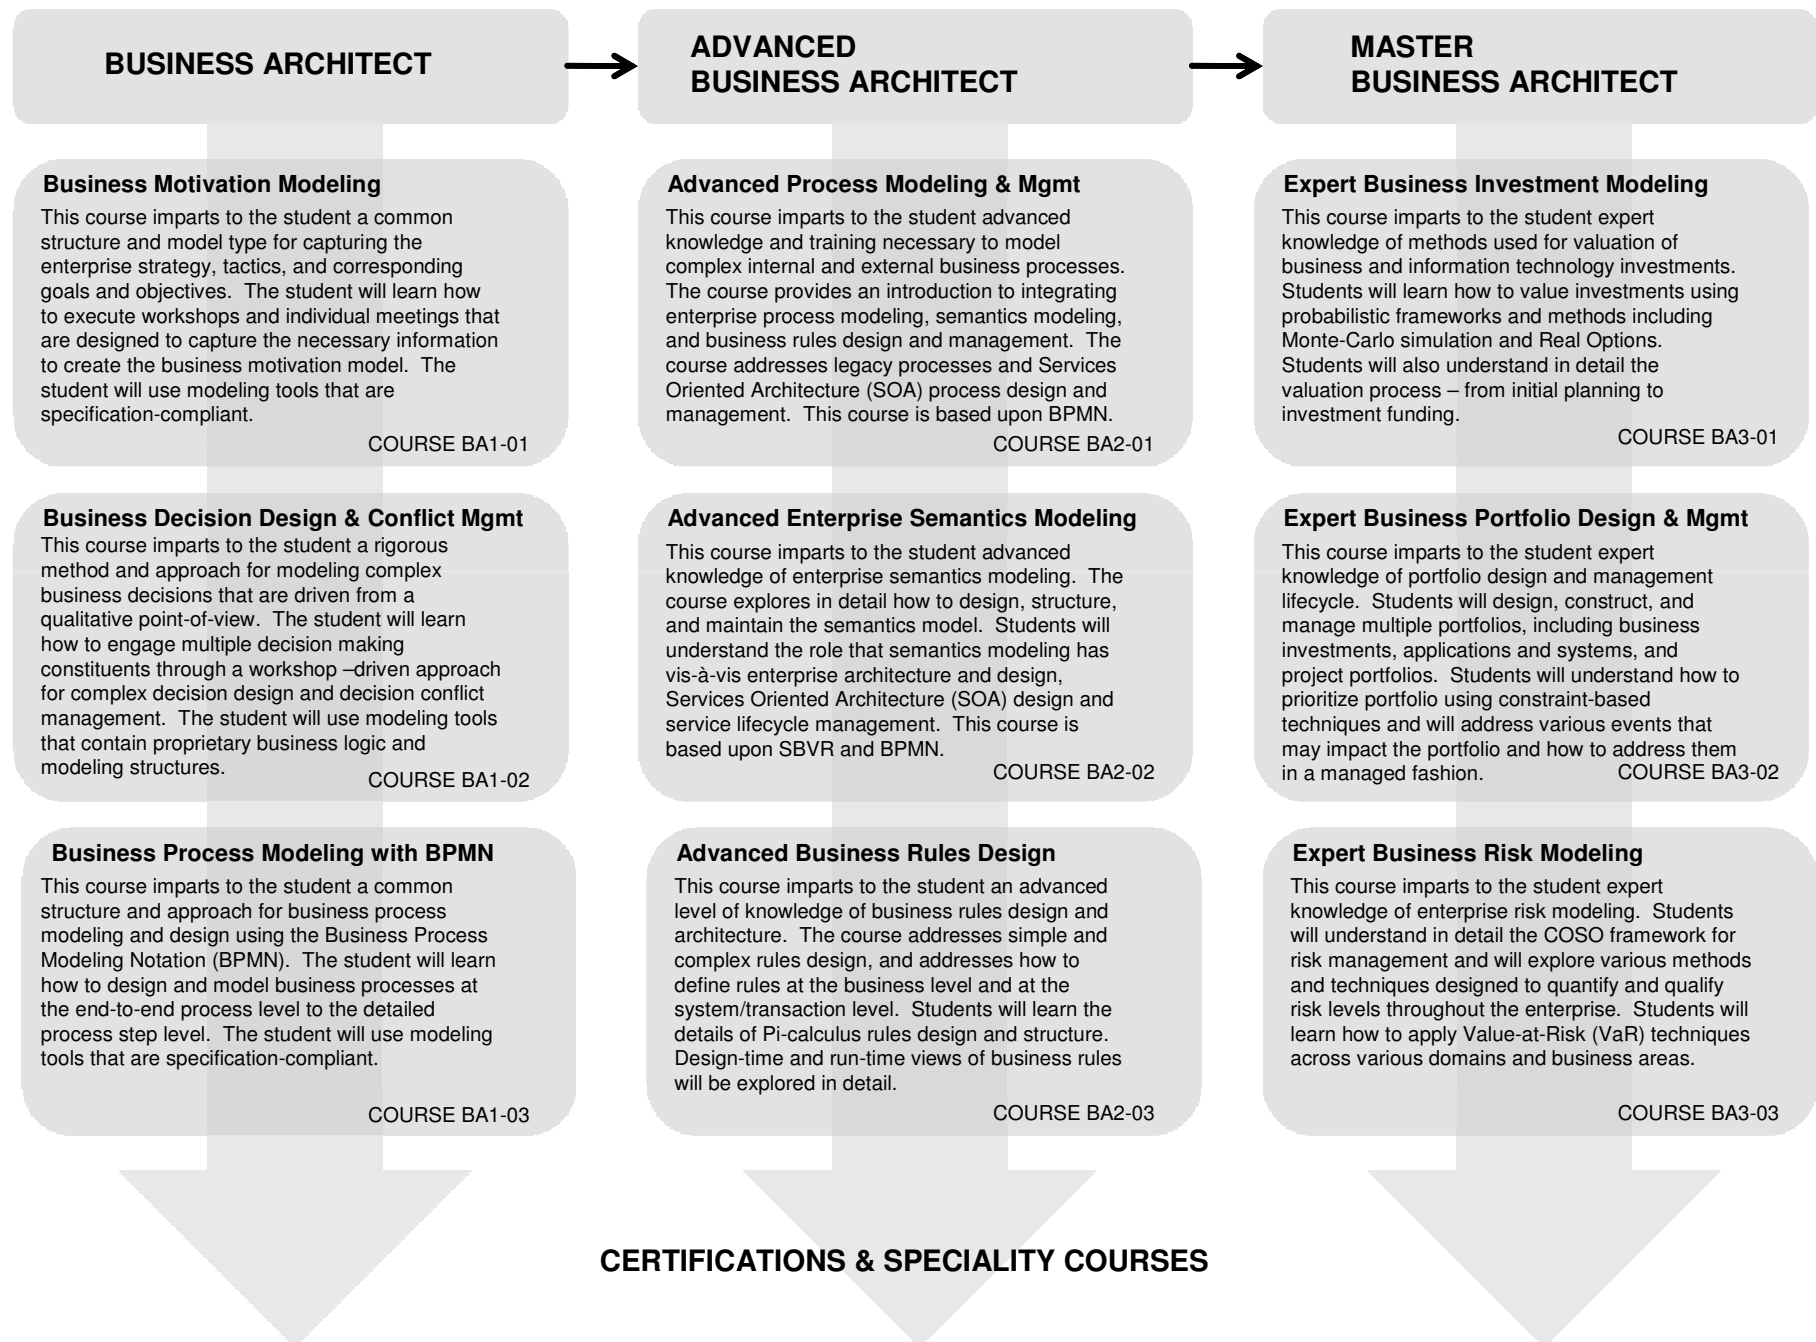 BUSINESS ARCHITECT
ADVANCED
BUSINESS ARCHITECT
MASTER
BUSINESS ARCHITECT
Business Motivation Modeling
This course imparts to the student a common
structure and model type for capturing the
enterprise strategy, tactics, and corresponding
goals and objectives. The student will learn how
to execute workshops and individual meetings that
are designed to capture the necessary information
to create the business motivation model. The
student will use modeling tools that are
specification-compliant.
COURSE BA1-01
Business Decision Design & Conflict Mgmt
This course imparts to the student a rigorous
method and approach for modeling complex
business decisions that are driven from a
qualitative point-of-view. The student will learn
how to engage multiple decision making
constituents through a workshop –driven approach
for complex decision design and decision conflict
management. The student will use modeling tools
that contain proprietary business logic and
modeling structures.
COURSE BA1-02
Business Process Modeling with BPMN
This course imparts to the student a common
structure and approach for business process
modeling and design using the Business Process
Modeling Notation (BPMN). The student will learn
how to design and model business processes at
the end-to-end process level to the detailed
process step level. The student will use modeling
tools that are specification-compliant.
COURSE BA1-03
Advanced Process Modeling & Mgmt
This course imparts to the student advanced
knowledge and training necessary to model
complex internal and external business processes.
The course provides an introduction to integrating
enterprise process modeling, semantics modeling,
and business rules design and management. The
course addresses legacy processes and Services
Oriented Architecture (SOA) process design and
management. This course is based upon BPMN.
COURSE BA2-01
Advanced Enterprise Semantics Modeling
This course imparts to the student advanced
knowledge of enterprise semantics modeling. The
course explores in detail how to design, structure,
and maintain the semantics model. Students will
understand the role that semantics modeling has
vis-à-vis enterprise architecture and design,
Services Oriented Architecture (SOA) design and
service lifecycle management. This course is
based upon SBVR and BPMN.
COURSE BA2-02
Advanced Business Rules Design
This course imparts to the student an advanced
level of knowledge of business rules design and
architecture. The course addresses simple and
complex rules design, and addresses how to
define rules at the business level and at the
system/transaction level. Students will learn the
details of Pi-calculus rules design and structure.
Design-time and run-time views of business rules
will be explored in detail.
COURSE BA2-03
Expert Business Investment Modeling
This course imparts to the student expert
knowledge of methods used for valuation of
business and information technology investments.
Students will learn how to value investments using
probabilistic frameworks and methods including
Monte-Carlo simulation and Real Options.
Students will also understand in detail the
valuation process – from initial planning to
investment funding.
COURSE BA3-01
Expert Business Portfolio Design & Mgmt
This course imparts to the student expert
knowledge of portfolio design and management
lifecycle. Students will design, construct, and
manage multiple portfolios, including business
investments, applications and systems, and
project portfolios. Students will understand how to
prioritize portfolio using constraint-based
techniques and will address various events that
may impact the portfolio and how to address them
in a managed fashion.
COURSE BA3-02
Expert Business Risk Modeling
This course imparts to the student expert
knowledge of enterprise risk modeling. Students
will understand in detail the COSO framework for
risk management and will explore various methods
and techniques designed to quantify and qualify
risk levels throughout the enterprise. Students will
learn how to apply Value-at-Risk (VaR) techniques
across various domains and business areas.
COURSE BA3-03
CERTIFICATIONS & SPECIALITY COURSES